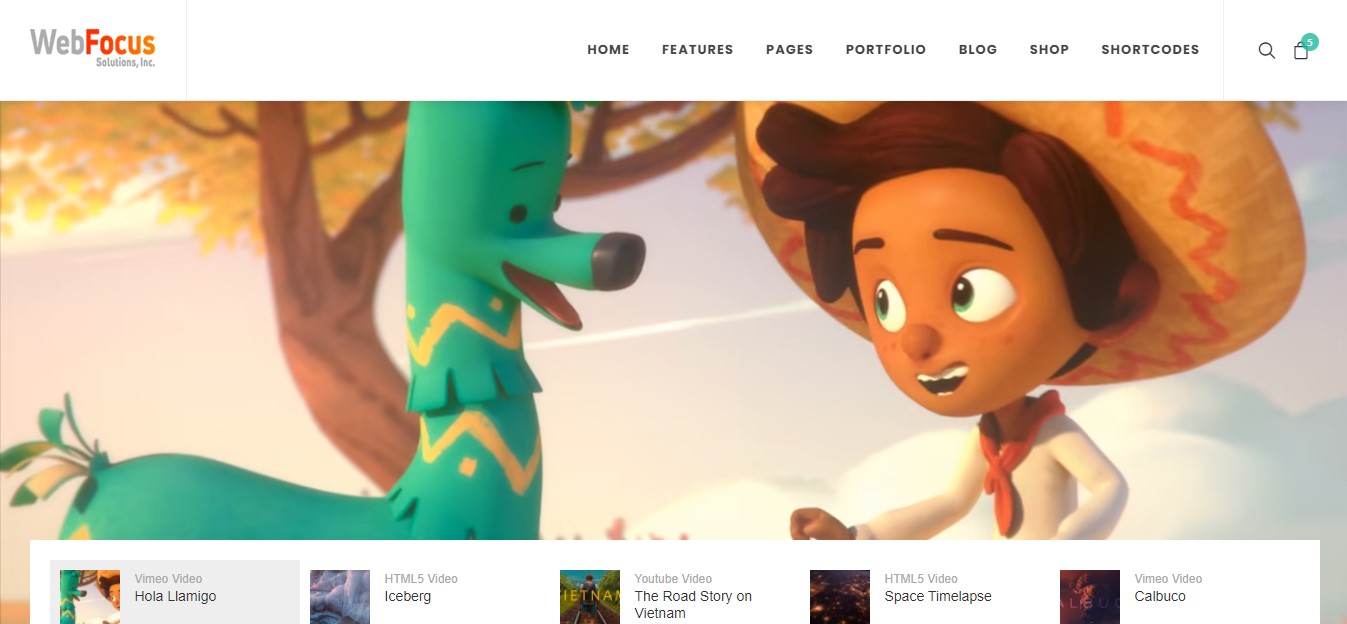 WebFocus
Solutions, Inc.
HOME FEATURES PAGES PORTFOLIO BLOG SHOP SHORTCODES
5
Vimeo Video
Hola Llamigo
HTML5 Video
Iceberg
VIETNAM
Youtube Video
The Road Story on
Vietnam
HTML5 Video
Space Timelapse
ALBUC
Vimeo Video
Calbuco